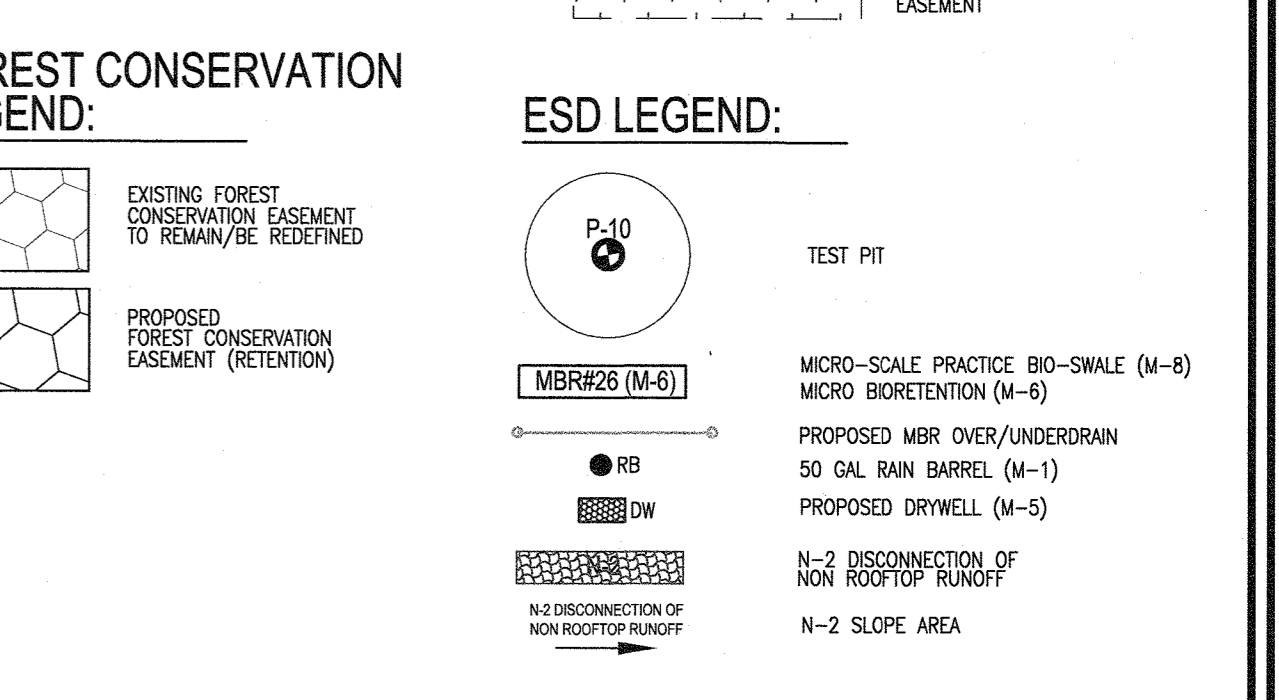 EASEMENT
REST CONSERVATION
GEND:
EXISTING FOREST
CONSERVATION EASEMENT
TO REMAIN/BE REDEFINED
PROPOSED
FOREST CONSERVATION
EASEMENT (RETENTION)
ESD LEGEND:
P-10
TEST PIT
MBR#26 (M-6)
MICRO-SCALE PRACTICE BIO-SWALE (M-8)
MICRO BIORETENTION (M-6)
PROPOSED MBR OVER/UNDERDRAIN
RB
50 GAL RAIN BARREL (M-1)
DW
PROPOSED DRYWELL (M-5)
N-2
N-2 DISCONNECTION OF
NON ROOFTOP RUNOFF
N-2 DISCONNECTION OF
NON ROOFTOP RUNOFF
N-2 SLOPE AREA